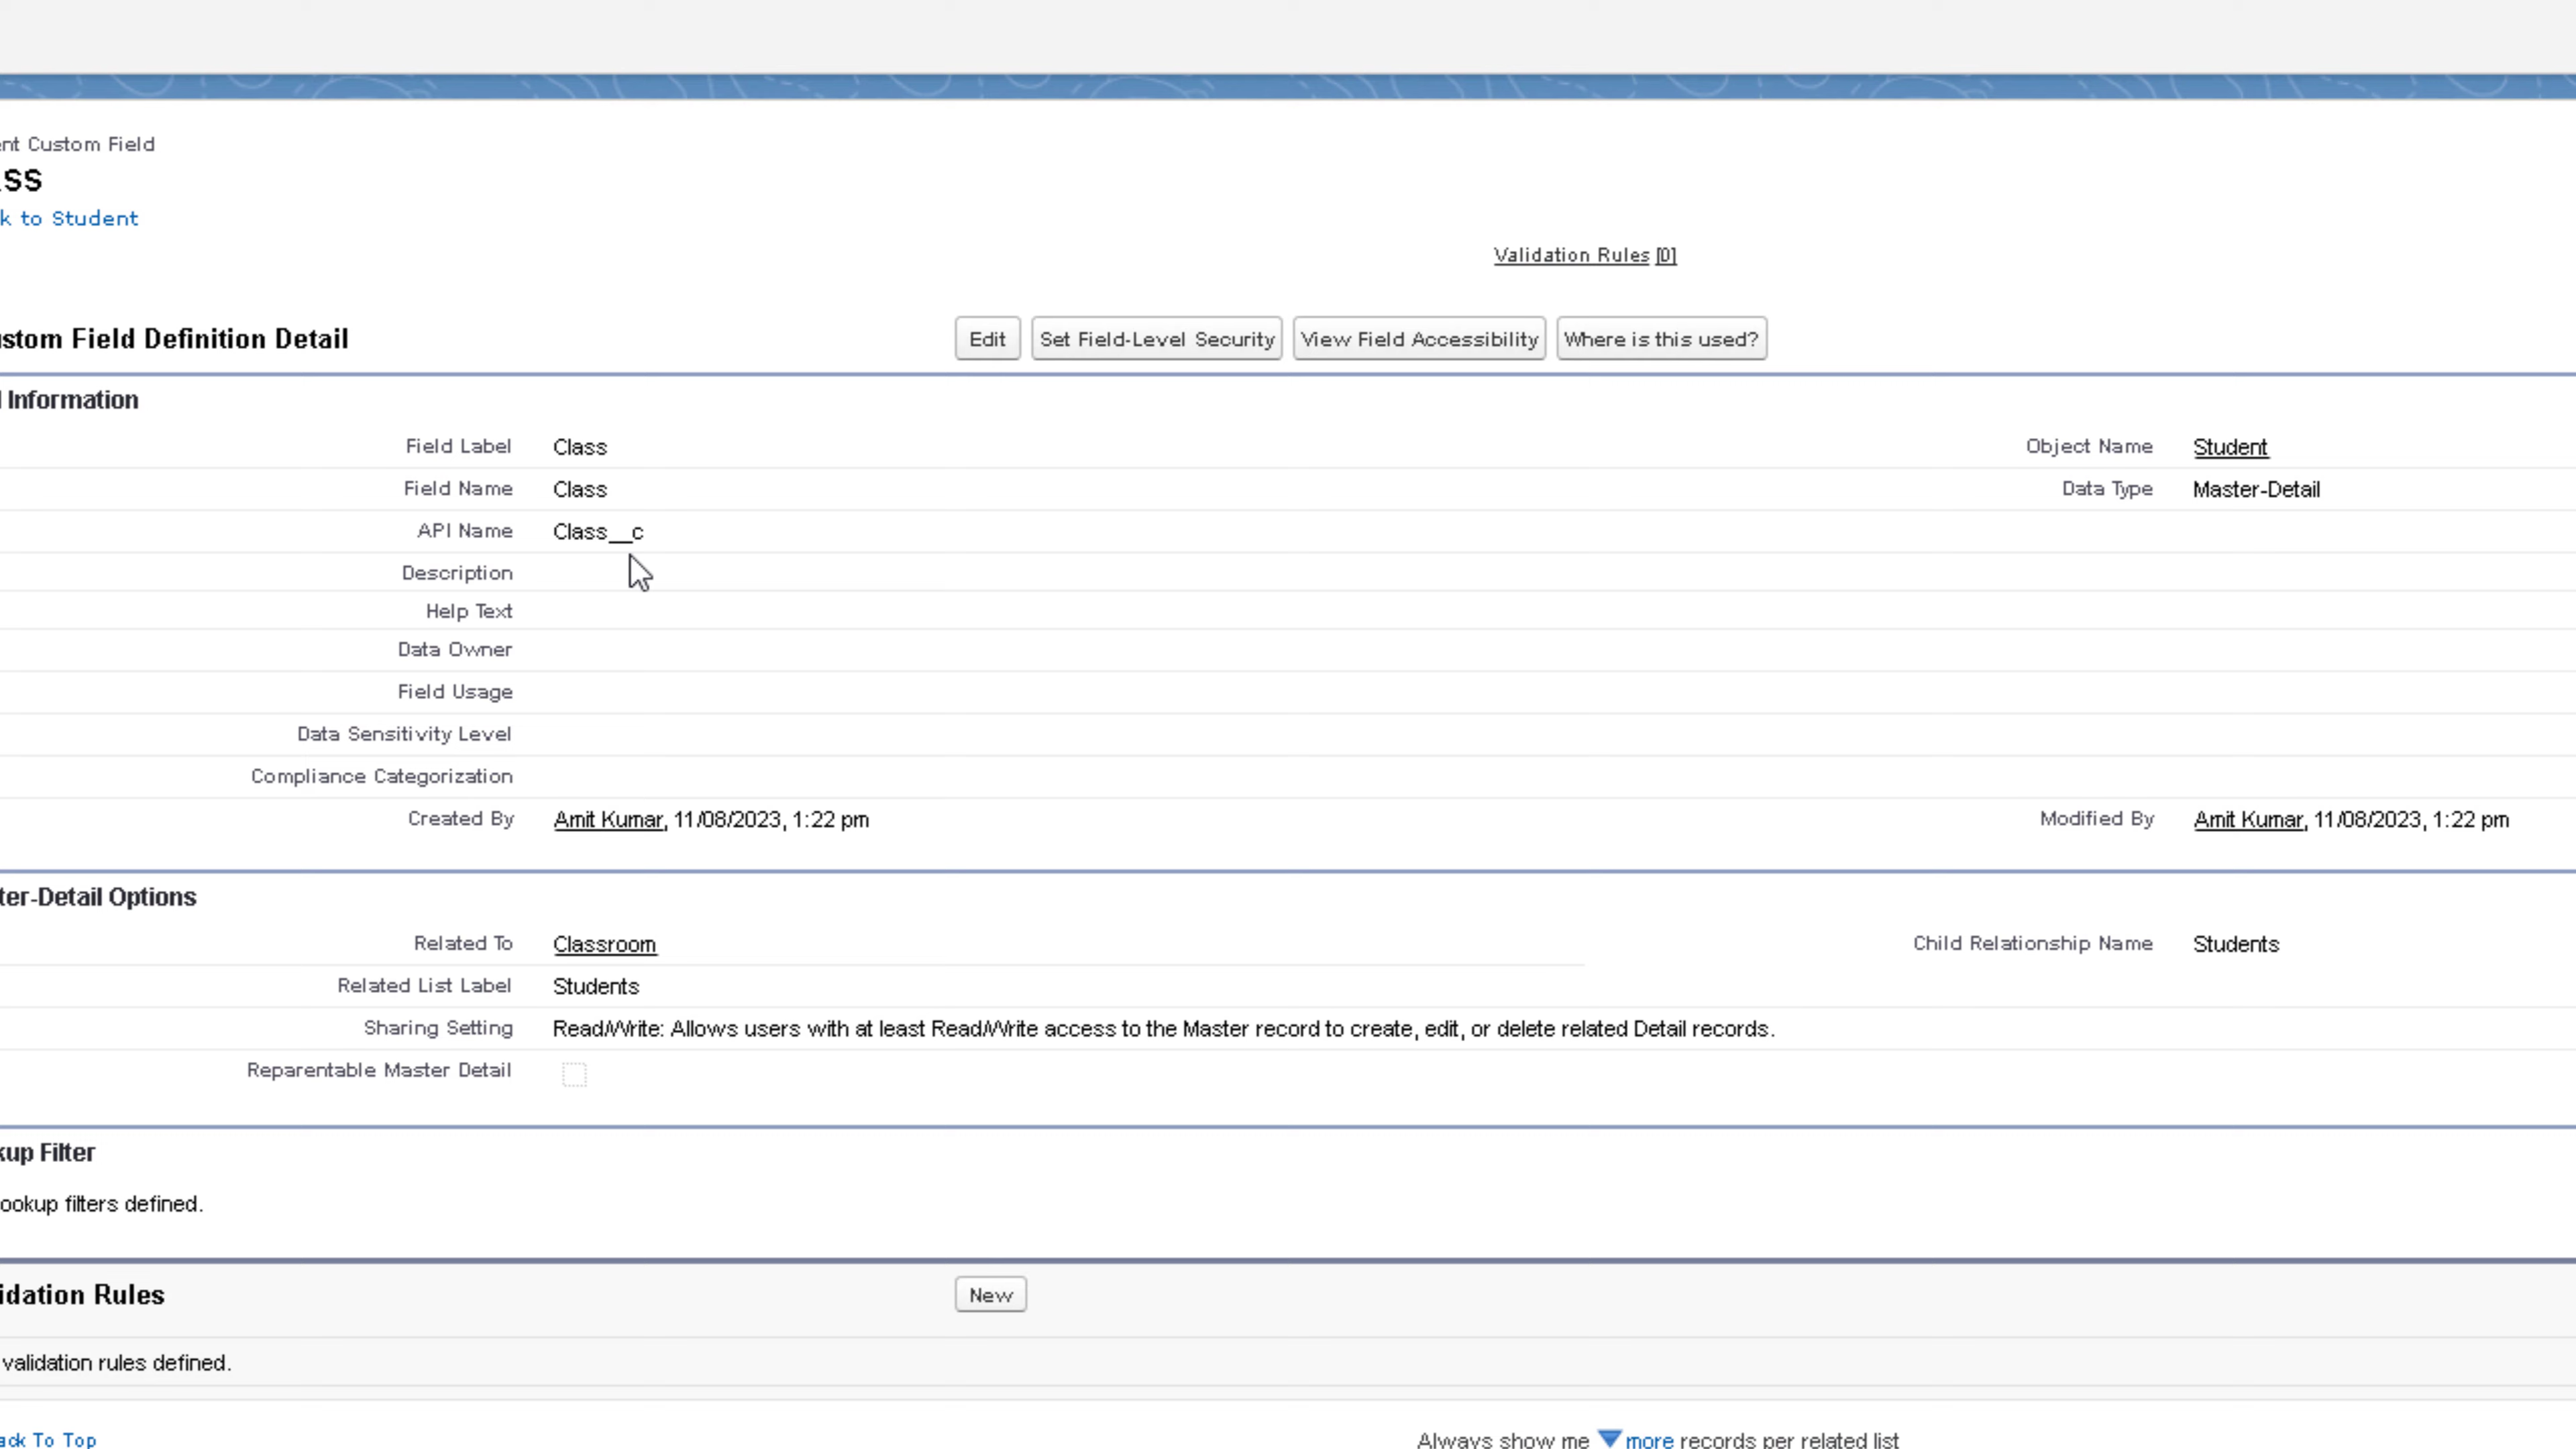 nt Custom Field
ss
k to Student
Validation Rules [0]
stom Field Definition Detail
Edit
Set Field-Level Security
View Field Accessibility
Where is this used?
Information
Field Label Class Object Name Student
Field Name Class Data Type Master-Detail
API Name Class__c
Description
Help Text
Data Owner
Field Usage
Data Sensitivity Level
Compliance Categorization
Created By Amit Kumar, 11/08/2023, 1:22 pm Modified By Amit Kumar, 11/08/2023, 1:22 pm
ter-Detail Options
Related To Classroom Child Relationship Name Students
Related List Label Students
Sharing Setting Read/Write: Allows users with at least Read/Write access to the Master record to create, edit, or delete related Detail records.
Reparentable Master Detail
kup Filter
ookup filters defined.
idation Rules New
validation rules defined.
ack To Top Always show me more records per related list